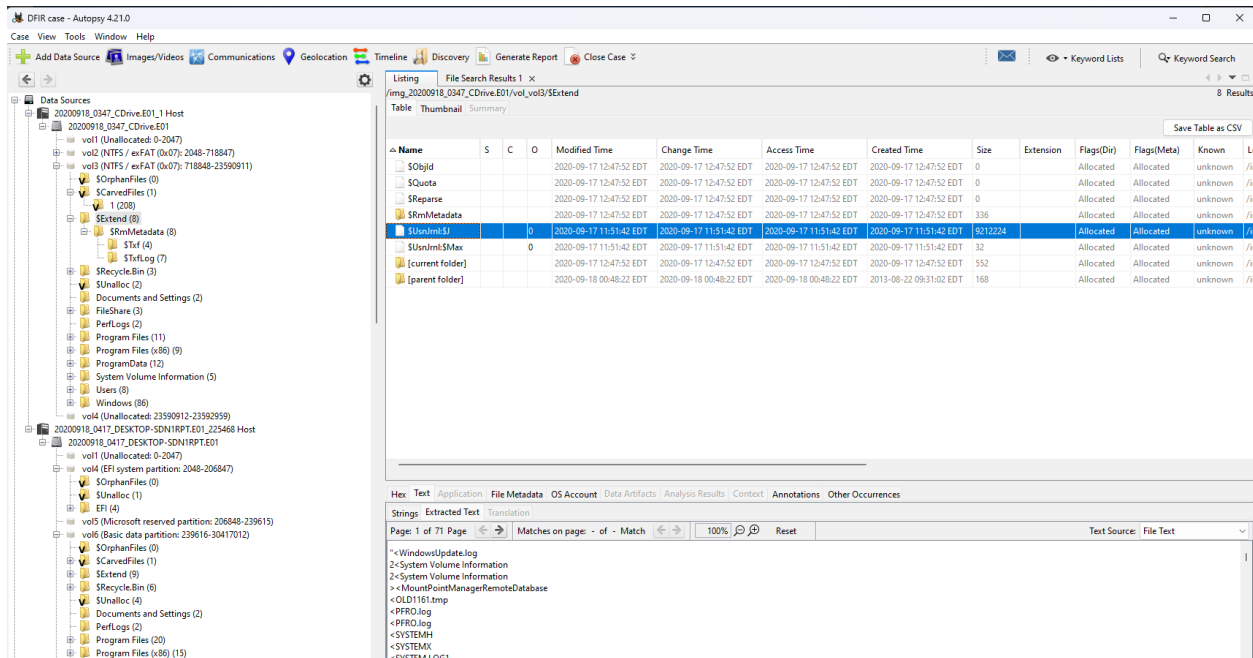 DFIR case - Autopsy 4.21.0
Case View Tools Window Help
Add Data Source Images/Videos Communications Geolocation Timeline Discovery Generate Report Close Case Keyword Lists Keyword Search
Data Sources
20200918_0347_CDrive.E01_1 Host
20200918_0347_CDrive.E01
vol1 (Unallocated: 0-2047)
vol2 (NTFS / exFAT (0x07): 2048-718847)
vol3 (NTFS / exFAT (0x07): 718848-23590911)
$OrphanFiles (0)
$CarvedFiles (1)
1 (208)
$Extend (8)
$RmMetadata (8)
$Txf (4)
$TxfLog (7)
$Recycle.Bin (3)
$Unalloc (2)
Documents and Settings (2)
FileShare (3)
PerfLogs (2)
Program Files (11)
Program Files (x86) (9)
ProgramData (12)
System Volume Information (5)
Users (8)
Windows (86)
vol4 (Unallocated: 23590912-23592959)
20200918_0417_DESKTOP-SDN1RPT.E01_225468 Host
20200918_0417_DESKTOP-SDN1RPT.E01
vol1 (Unallocated: 0-2047)
vol4 (EFI system partition: 2048-206847)
$OrphanFiles (0)
$Unalloc (1)
EFI (4)
vol5 (Microsoft reserved partition: 206848-239615)
vol6 (Basic data partition: 239616-30417012)
$OrphanFiles (0)
$CarvedFiles (1)
$Extend (9)
$Recycle.Bin (6)
$Unalloc (4)
Documents and Settings (2)
PerfLogs (2)
Program Files (20)
Program Files (x86) (15)
Listing File Search Results 1
/img_20200918_0347_CDrive.E01/vol_vol3/$Extend 8 Results
Table Thumbnail Summary
Save Table as CSV
Name S C O Modified Time Change Time Access Time Created Time Size Extension Flags(Dir) Flags(Meta) Known
$ObjId 2020-09-17 12:47:52 EDT 2020-09-17 12:47:52 EDT 2020-09-17 12:47:52 EDT 2020-09-17 12:47:52 EDT 0 Allocated Allocated unknown
$Quota 2020-09-17 12:47:52 EDT 2020-09-17 12:47:52 EDT 2020-09-17 12:47:52 EDT 2020-09-17 12:47:52 EDT 0 Allocated Allocated unknown
$Reparse 2020-09-17 12:47:52 EDT 2020-09-17 12:47:52 EDT 2020-09-17 12:47:52 EDT 2020-09-17 12:47:52 EDT 0 Allocated Allocated unknown
$RmMetadata 2020-09-17 12:47:52 EDT 2020-09-17 12:47:52 EDT 2020-09-17 12:47:52 EDT 2020-09-17 12:47:52 EDT 336 Allocated Allocated unknown
$UsnJrnl:$J 0 2020-09-17 11:51:42 EDT 2020-09-17 11:51:42 EDT 2020-09-17 11:51:42 EDT 2020-09-17 11:51:42 EDT 9212224 Allocated Allocated unknown
$UsnJrnl:$Max 0 2020-09-17 11:51:42 EDT 2020-09-17 11:51:42 EDT 2020-09-17 11:51:42 EDT 2020-09-17 11:51:42 EDT 32 Allocated Allocated unknown
[current folder] 2020-09-17 12:47:52 EDT 2020-09-17 12:47:52 EDT 2020-09-17 12:47:52 EDT 2020-09-17 12:47:52 EDT 552 Allocated Allocated unknown
[parent folder] 2020-09-18 00:48:22 EDT 2020-09-18 00:48:22 EDT 2020-09-18 00:48:22 EDT 2013-08-22 09:31:02 EDT 168 Allocated Allocated unknown
Hex Text Application File Metadata OS Account Data Artifacts Analysis Results Context Annotations Other Occurrences
Strings Extracted Text Translation
Page: 1 of 71 Page Matches on page: - of - Match 100% Reset Text Source: File Text
"<WindowsUpdate.log
2<System Volume Information
2<System Volume Information
><MountPointManagerRemoteDatabase
<OLD1161.tmp
<PFRO.log
<PFRO.log
<SYSTEMH
<SYSTEMX
<SYSTEM.LOG1